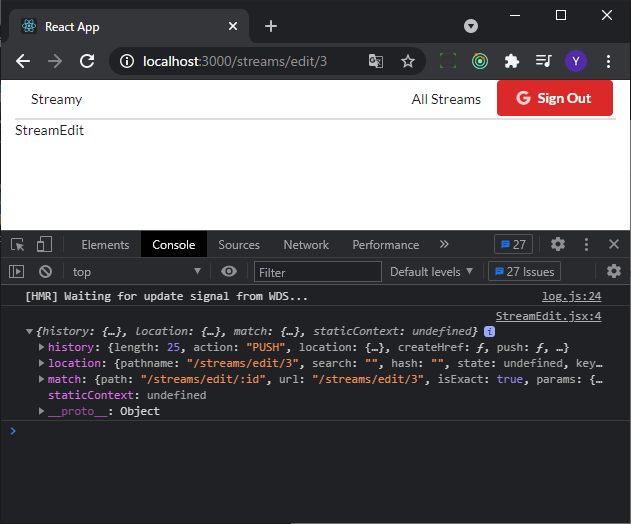 React App
localhost:3000/streams/edit/3
Y
Streamy
All Streams
Sign Out
StreamEdit
Elements
Console
Sources
Network
Performance
27
top
Filter
Default levels
27 Issues
[HMR] Waiting for update signal from WDS...
log.js:24
StreamEdit.jsx:4
{history: {…}, location: {…}, match: {…}, staticContext: undefined}
history: {length: 25, action: "PUSH", location: {…}, createHref: ƒ, push: ƒ, …}
location: {pathname: "/streams/edit/3", search: "", hash: "", state: undefined, key…
match: {path: "/streams/edit/:id", url: "/streams/edit/3", isExact: true, params: {…
staticContext: undefined
__proto__: Object